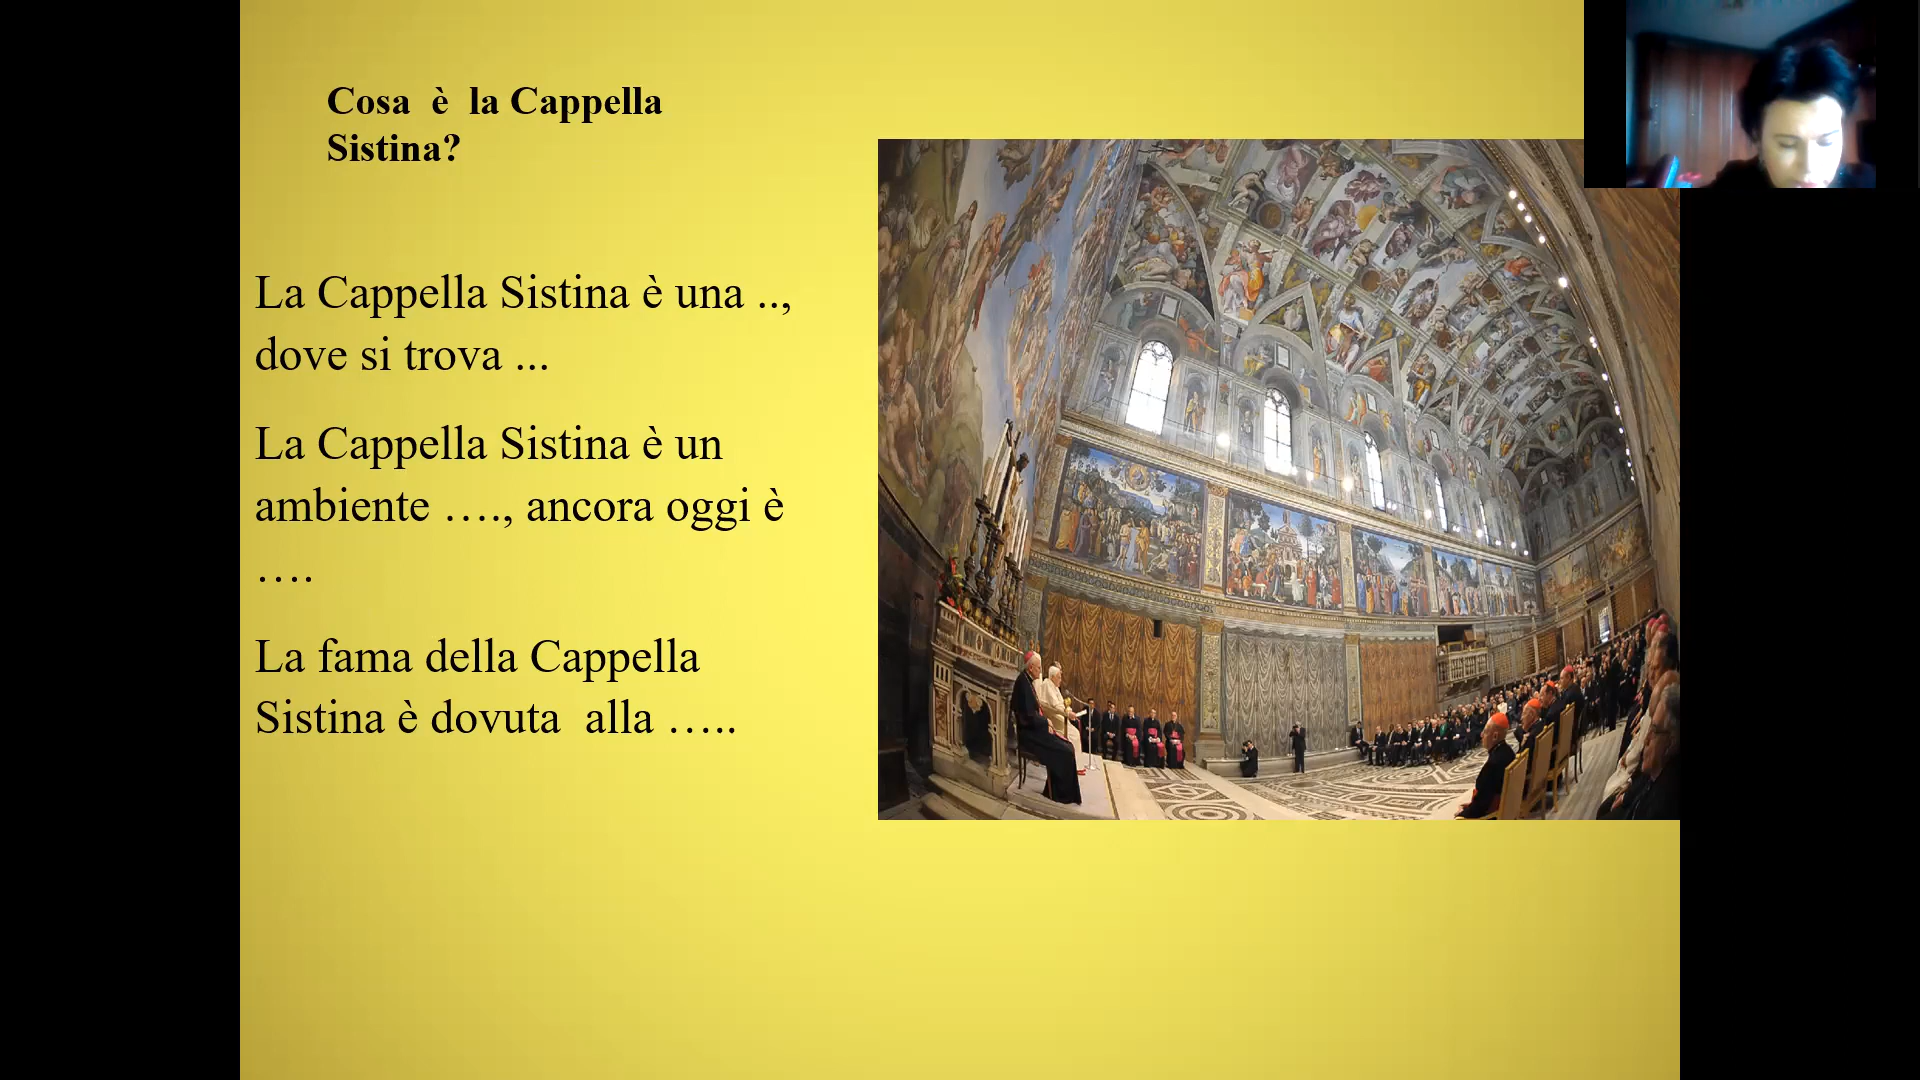 Cosa è la Cappella
Sistina?
La Cappella Sistina è una ..,
dove si trova ...
La Cappella Sistina è un
ambiente …., ancora oggi è
….
La fama della Cappella
Sistina è dovuta alla …..